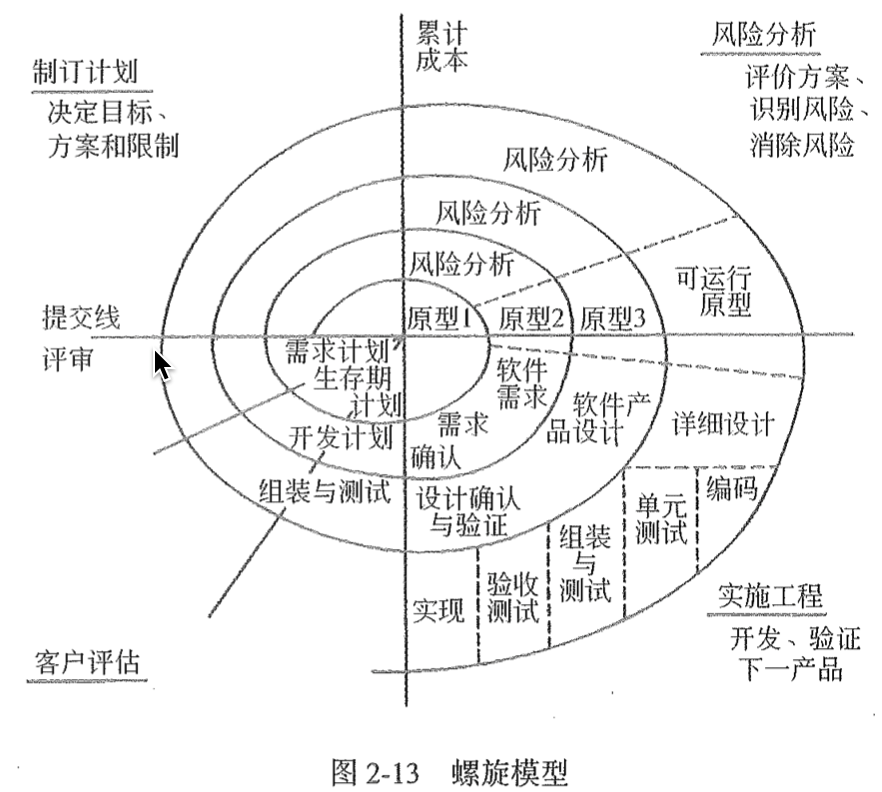 累计
成本
制订计划
决定目标、
方案和限制
风险分析
评价方案、
识别风险、
消除风险
风险分析
风险分析
风险分析
可运行
原型
原型1
原型2
原型3
提交线
评审
需求计划
生存期
计划
开发计划
组装与测试
软件
需求
需求
确认
软件产
品设计
详细设计
设计确认
与验证
实现
验收
测试
组装
与
测试
单元
测试
编码
实施工程
开发、验证
下一产品
客户评估
图 2-13 螺旋模型